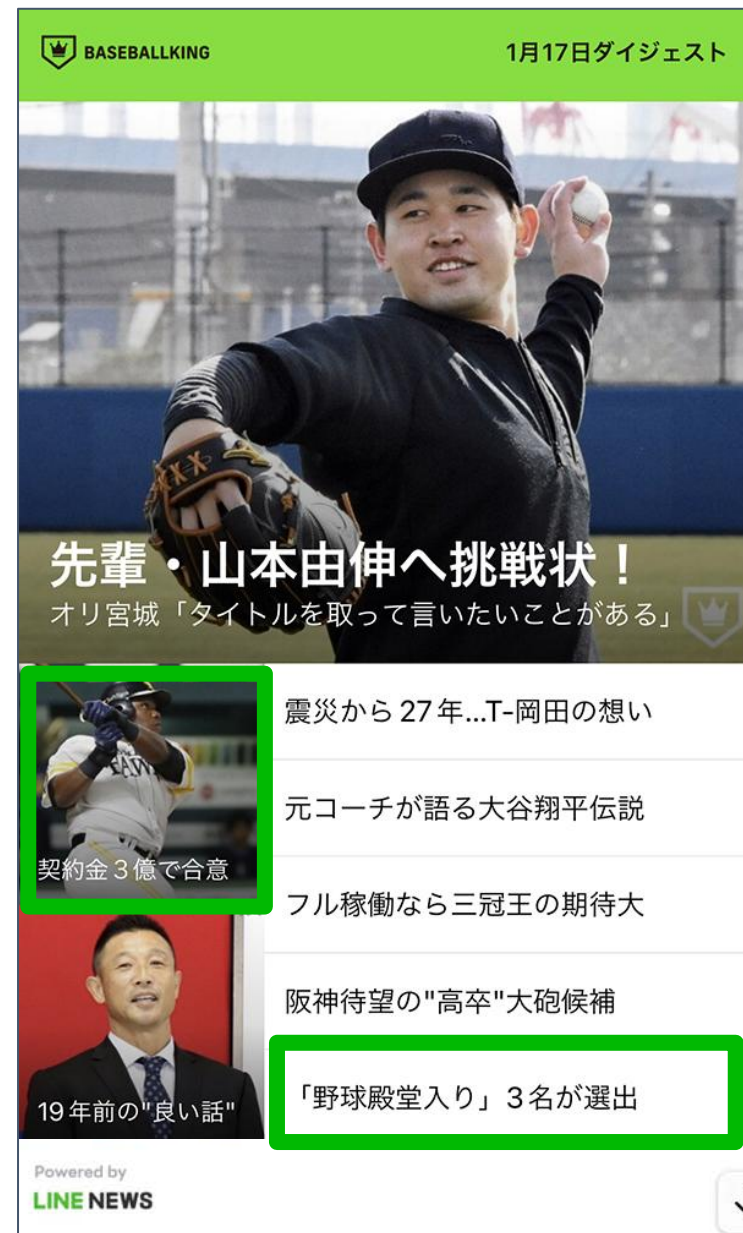 BASEBALLKING
1月17日ダイジェスト
先輩・山本由伸へ挑戦状！
オリ宮城「タイトルを取って言いたいことがある」
契約金３億で合意
19年前の"良い話"
震災から27年...T-岡田の想い
元コーチが語る大谷翔平伝説
フル稼働なら三冠王の期待大
阪神待望の"高卒"大砲候補
「野球殿堂入り」３名が選出
Powered by
LINE NEWS